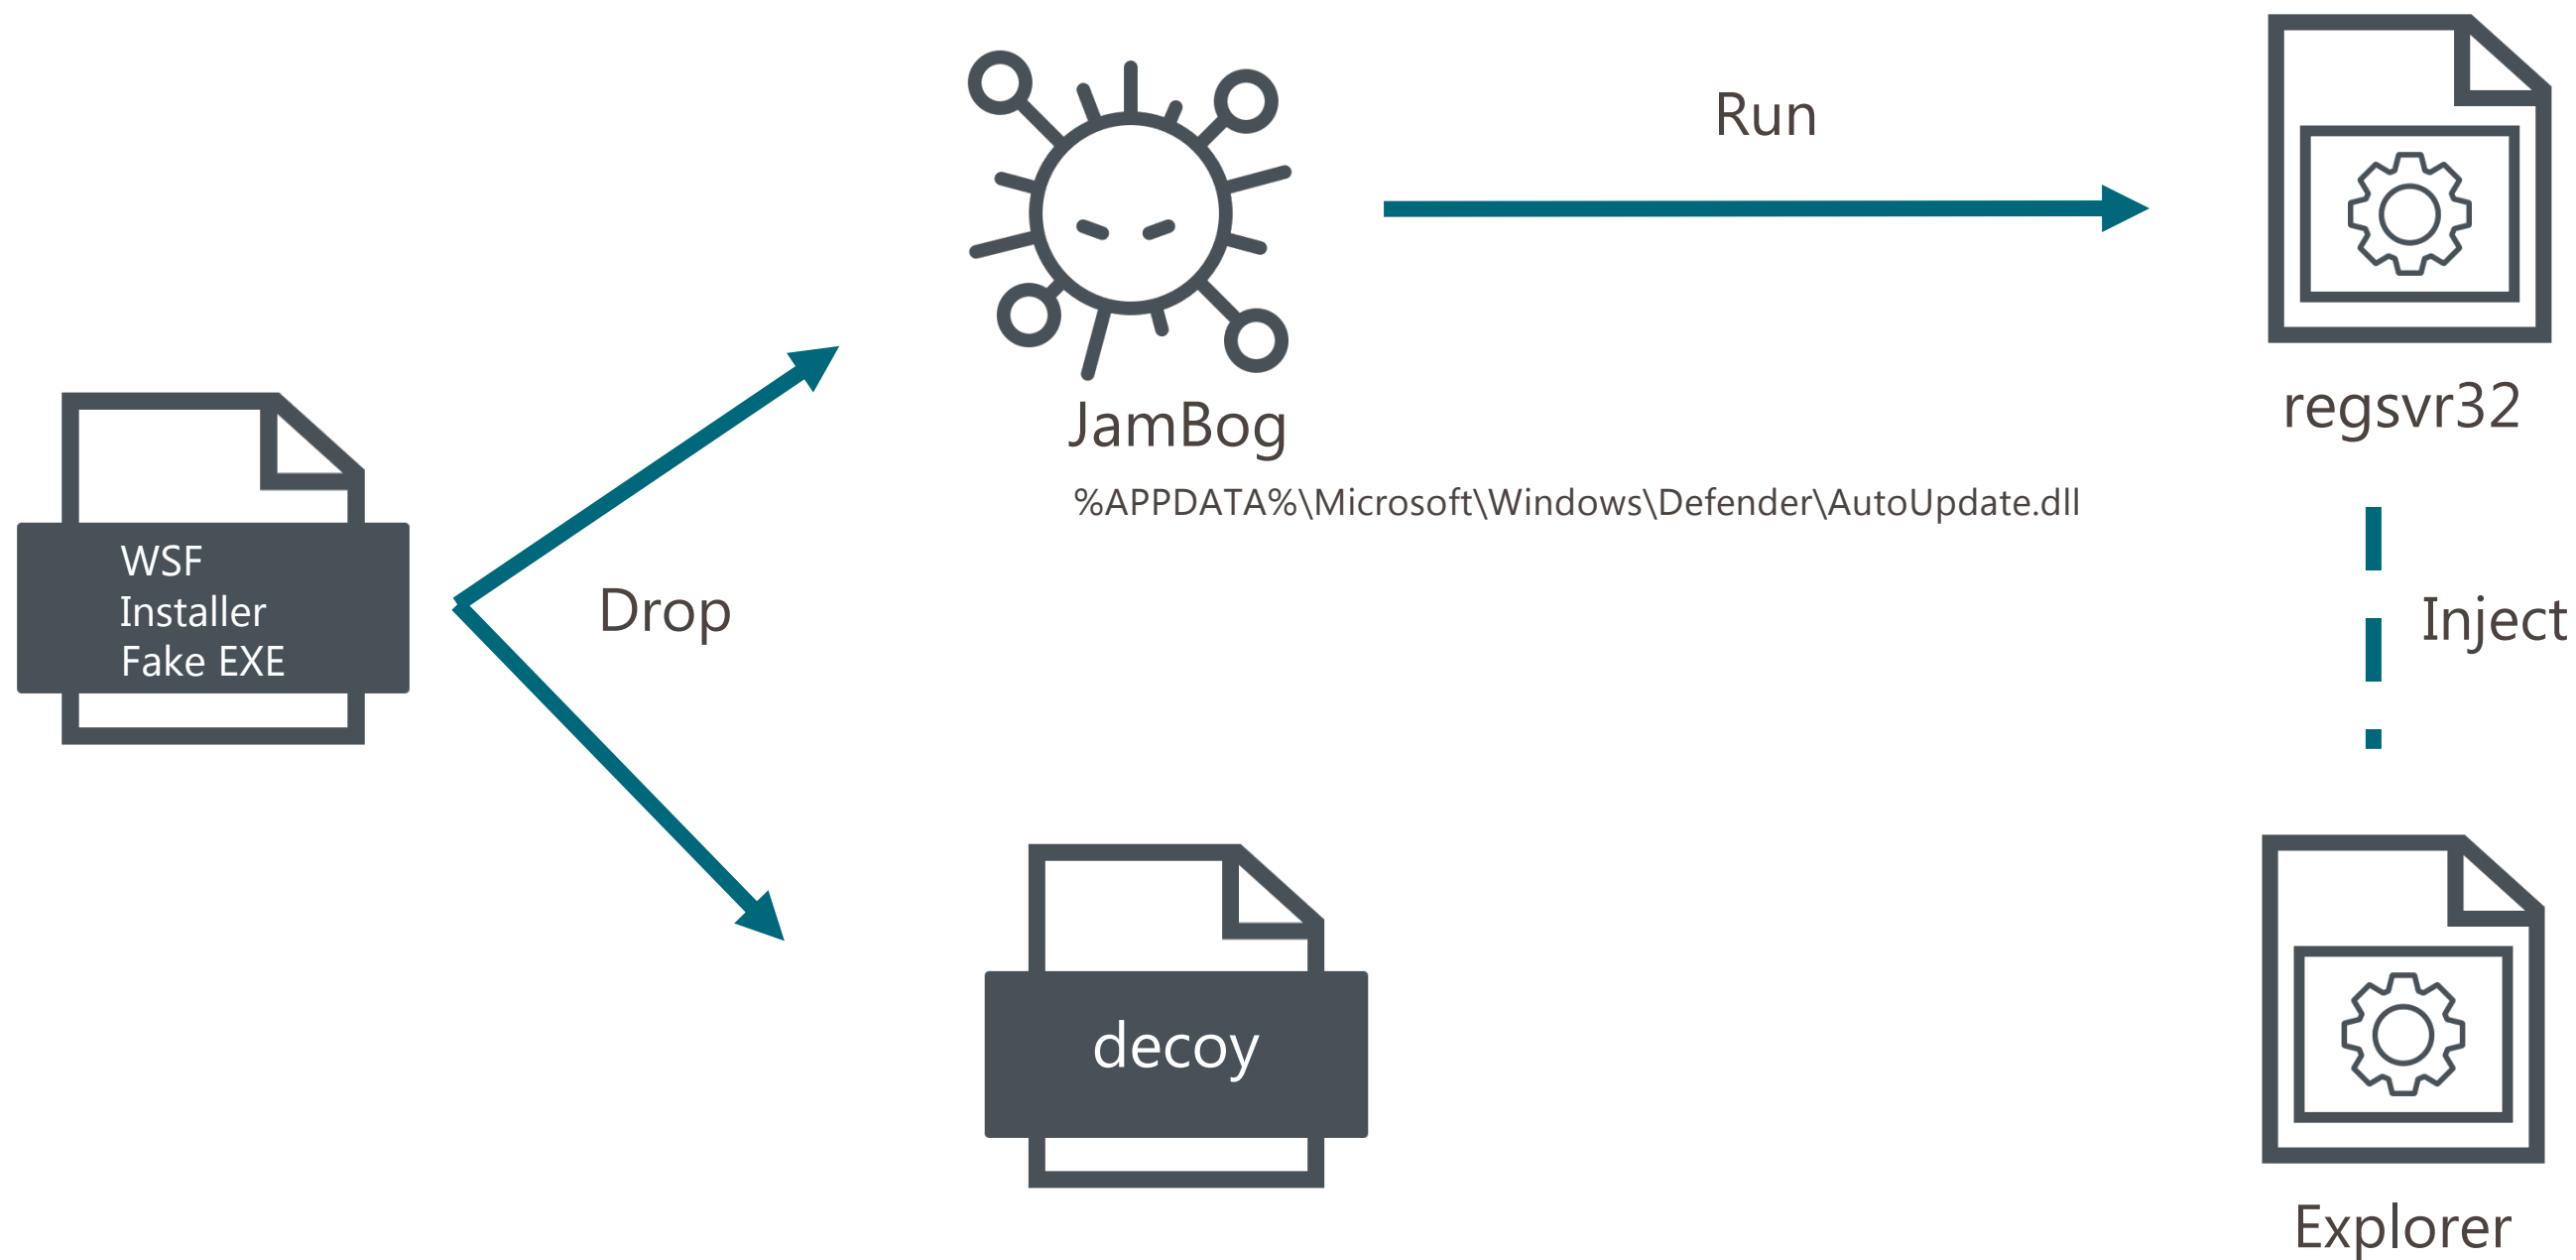 WSF
Installer
Fake EXE
Drop
JamBog
%APPDATA%\Microsoft\Windows\Defender\AutoUpdate.dll
Run
regsvr32
Inject
decoy
Explorer